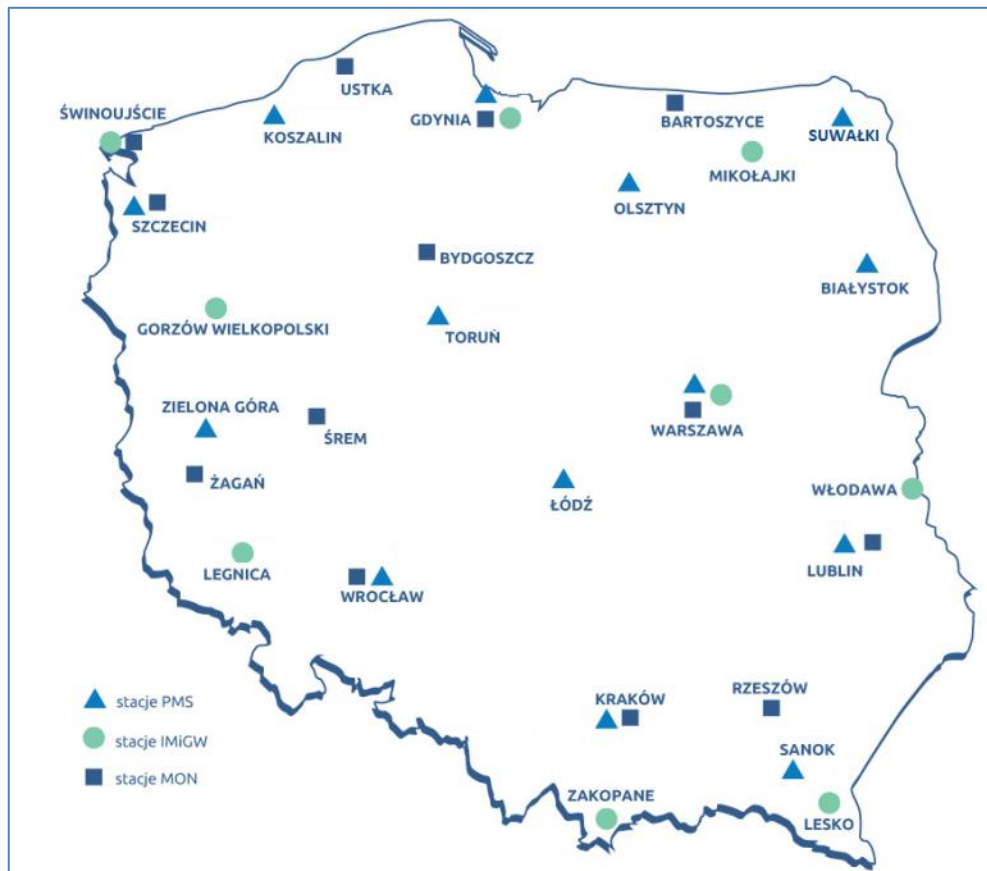 USTKA
ŚWINOUJŚCIE
KOSZALIN
GDYNIA
BARTOSZYCE
SUWAŁKI
MIKOŁAJKI
OLSZTYN
SZCZECIN
BYDGOSZCZ
BIAŁYSTOK
GORZÓW WIELKOPOLSKI
TORUŃ
ZIELONA GÓRA
WARSZAWA
ŚREM
ŻAGAŃ
ŁÓDŹ
WŁODAWA
LEGNICA
WROCŁAW
LUBLIN
RZESZÓW
KRAKÓW
SANOK
ZAKOPANE
LESKO
stacje PMS
stacje IMiGW
stacje MON